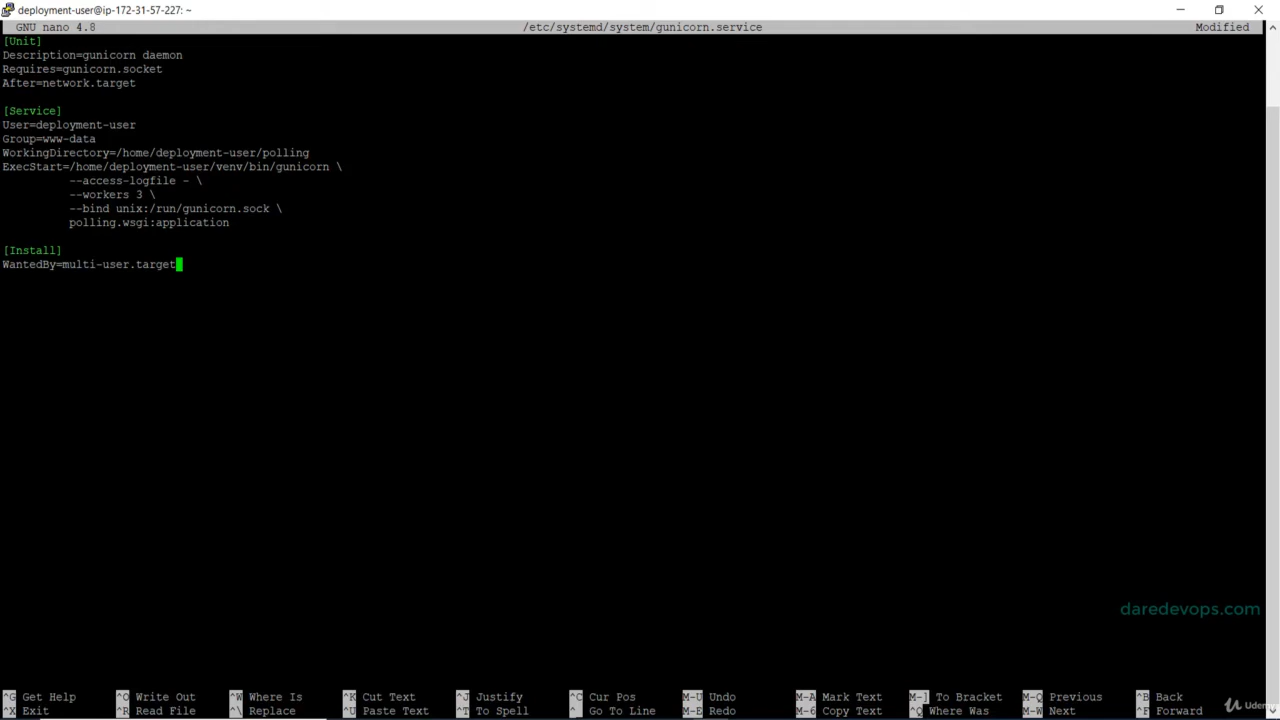 deployment-user@ip-172-31-57-227: ~
GNU nano 4.8 /etc/systemd/system/gunicorn.service Modified
[Unit]
Description=gunicorn daemon
Requires=gunicorn.socket
After=network.target
[Service]
User=deployment-user
Group=www-data
WorkingDirectory=/home/deployment-user/polling
ExecStart=/home/deployment-user/venv/bin/gunicorn \
--access-logfile - \
--workers 3 \
--bind unix:/run/gunicorn.sock \
polling.wsgi:application
[Install]
WantedBy=multi-user.target
daredevops.com
^G Get Help ^O Write Out ^W Where Is ^K Cut Text ^J Justify ^C Cur Pos M-U Undo M-A Mark Text M-] To Bracket M-Q Previous ^B Back
^X Exit ^R Read File ^\ Replace ^U Paste Text ^T To Spell ^_ Go To Line M-E Redo M-6 Copy Text ^Q Where Was M-W Next ^F Forward
Udemy